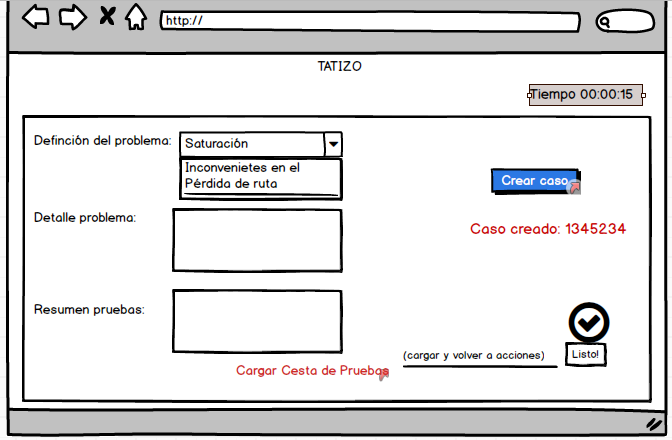 http://
TATIZO
Tiempo 00:00:15
Definción del problema:
Saturación
Inconvenietes en el
Pérdida de ruta
Crear caso
Detalle problema:
Caso creado: 1345234
Resumen pruebas:
(cargar y volver a acciones)
Listo!
Cargar Cesta de Pruebas